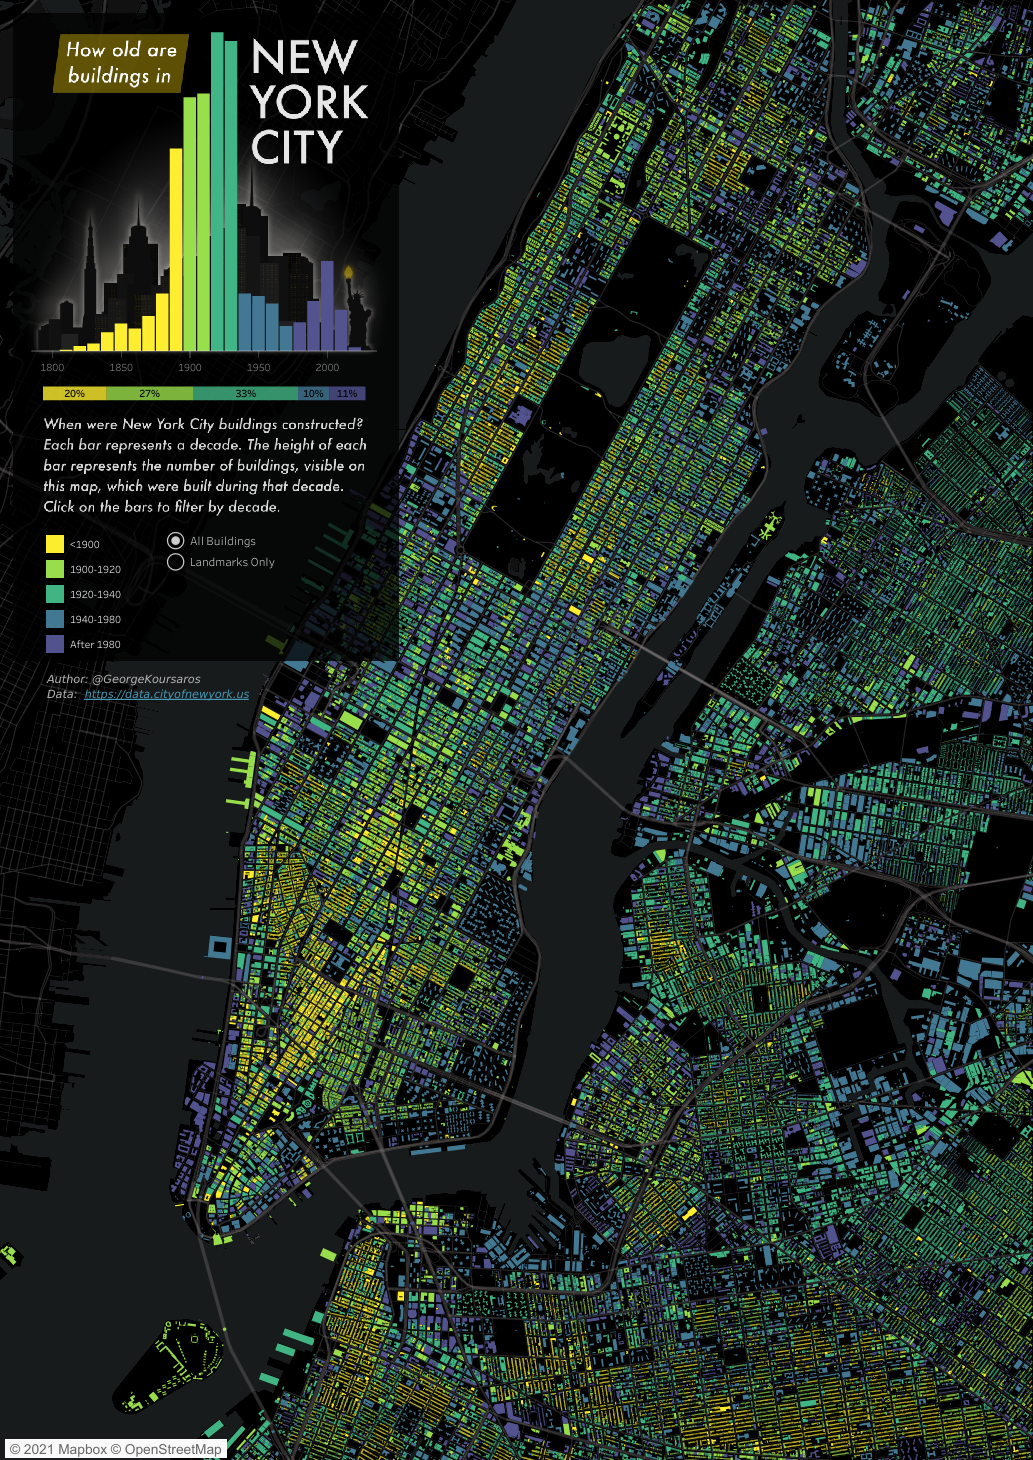 How old are
buildings in
NEW
YORK
CITY
1800 1850 1900 1950 2000
20% 27% 33% 10% 11%
When were New York City buildings constructed?
Each bar represents a decade. The height of each
bar represents the number of buildings, visible on
this map, which were built during that decade.
Click on the bars to filter by decade.
<1900
1900-1920
1920-1940
1940-1980
After 1980
All Buildings
Landmarks Only
Author: @GeorgeKoursaros
Data: https://data.cityofnewyork.us
© 2021 Mapbox © OpenStreetMap